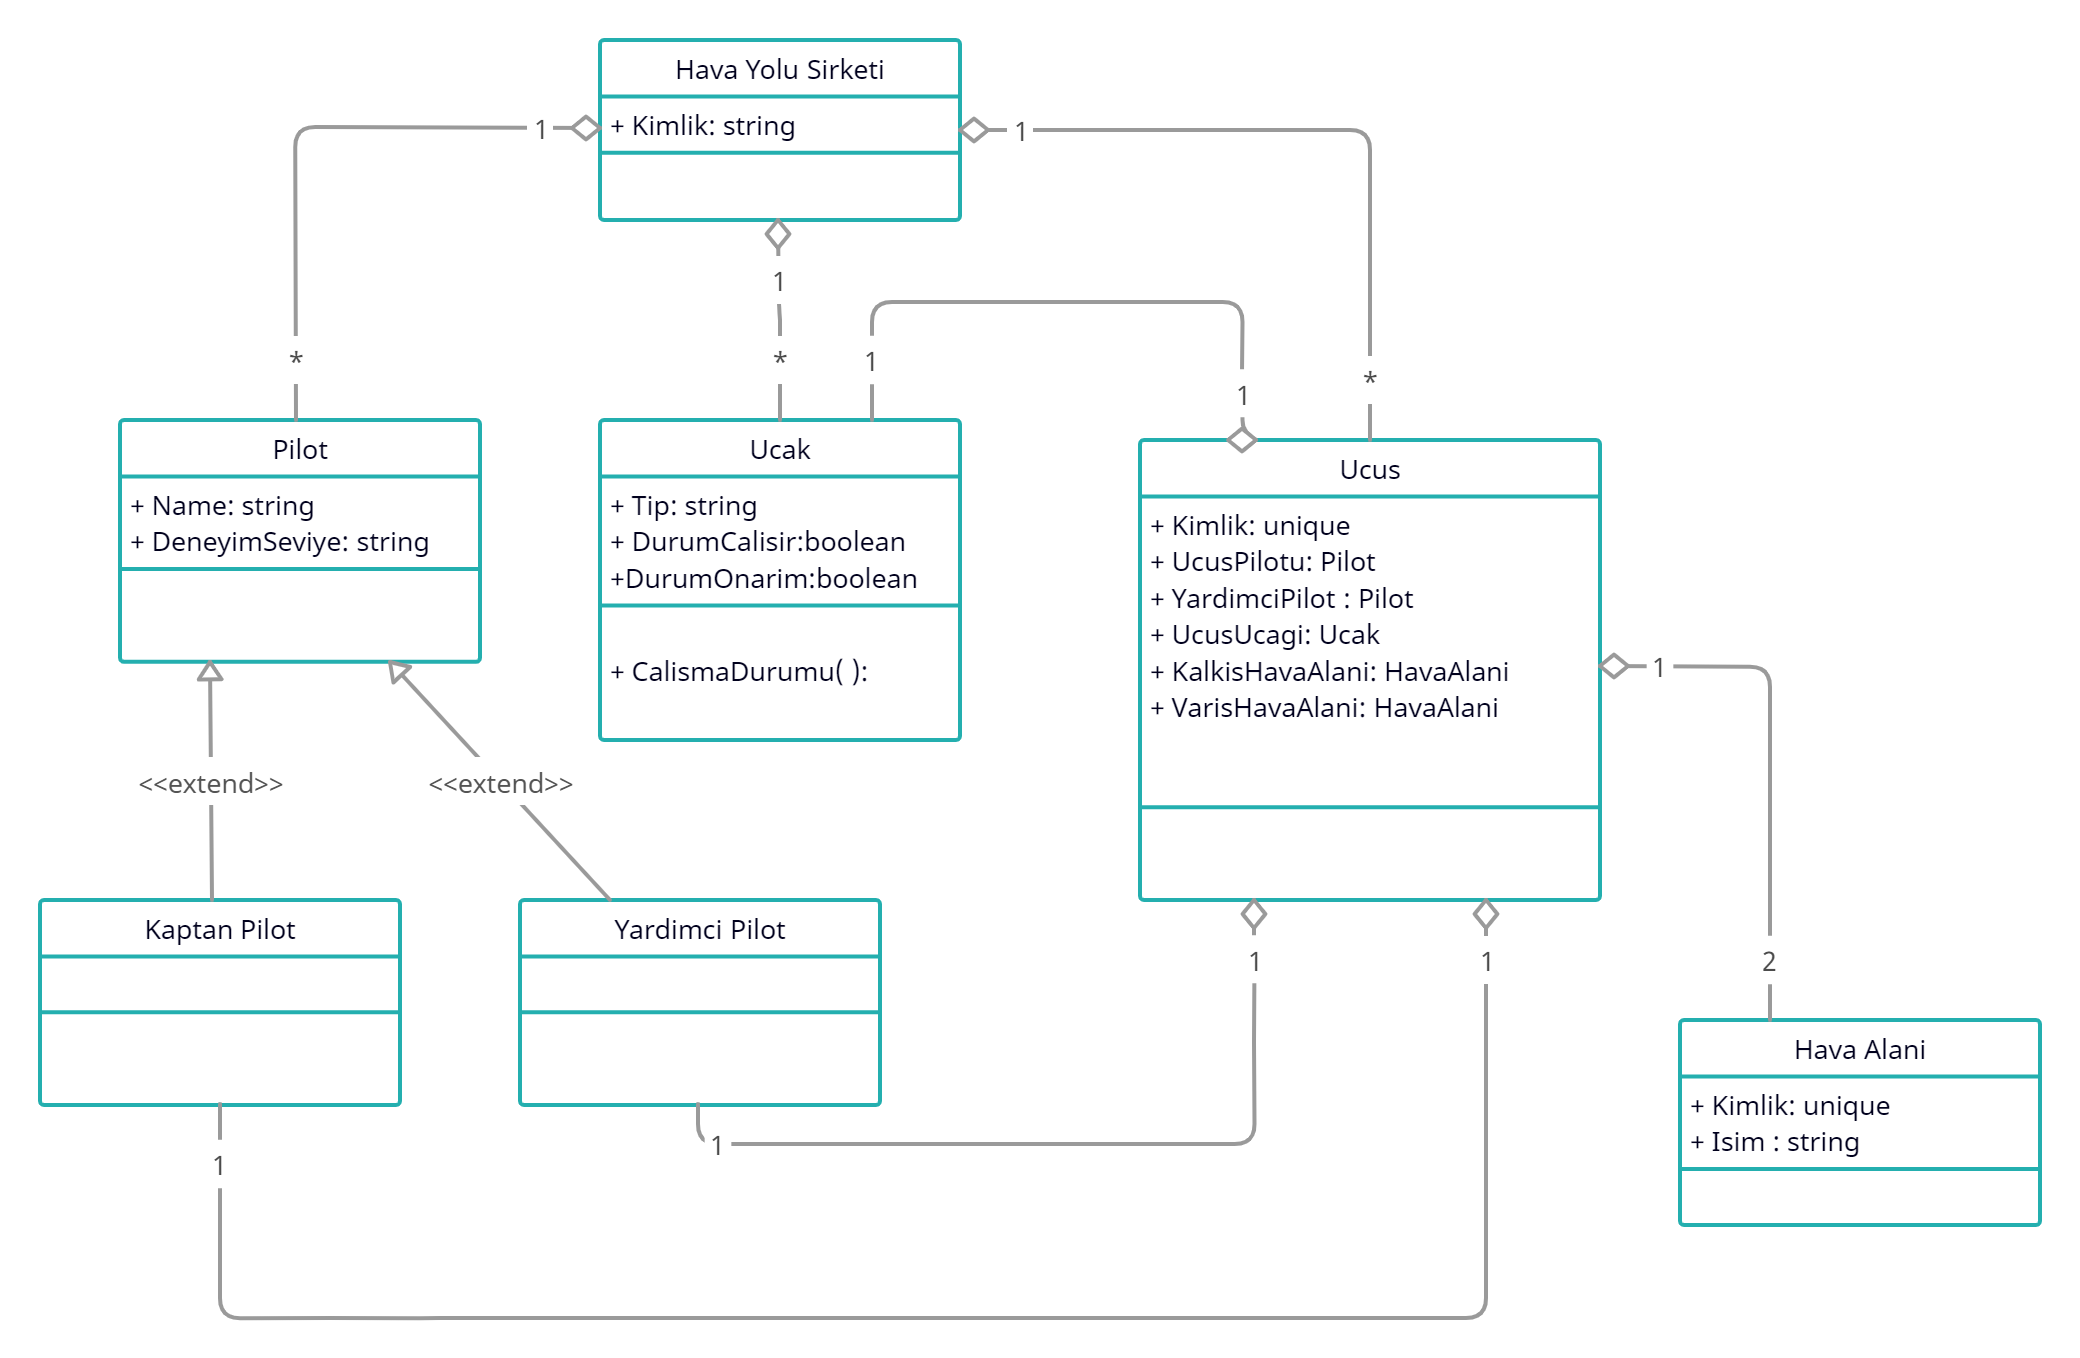 Hava Yolu Sirketi
+ Kimlik: string
1
1
1
*
*
1
1
*
Pilot
+ Name: string
+ DeneyimSeviye: string
Ucak
+ Tip: string
+ DurumCalisir:boolean
+DurumOnarim:boolean
+ CalismaDurumu( ):
Ucus
+ Kimlik: unique
+ UcusPilotu: Pilot
+ YardimciPilot : Pilot
+ UcusUcagi: Ucak
+ KalkisHavaAlani: HavaAlani
+ VarisHavaAlani: HavaAlani
1
<<extend>>
<<extend>>
Kaptan Pilot
Yardimci Pilot
1
1
2
Hava Alani
+ Kimlik: unique
+ Isim : string
1
1